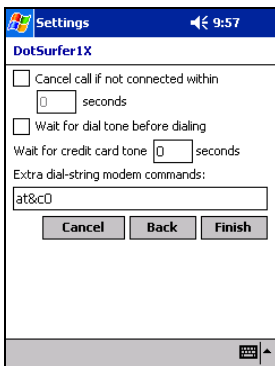 Settings 9:57
DotSurfer1X
Cancel call if not connected within
0 seconds
Wait for dial tone before dialing
Wait for credit card tone 0 seconds
Extra dial-string modem commands:
at&c0
Cancel Back Finish